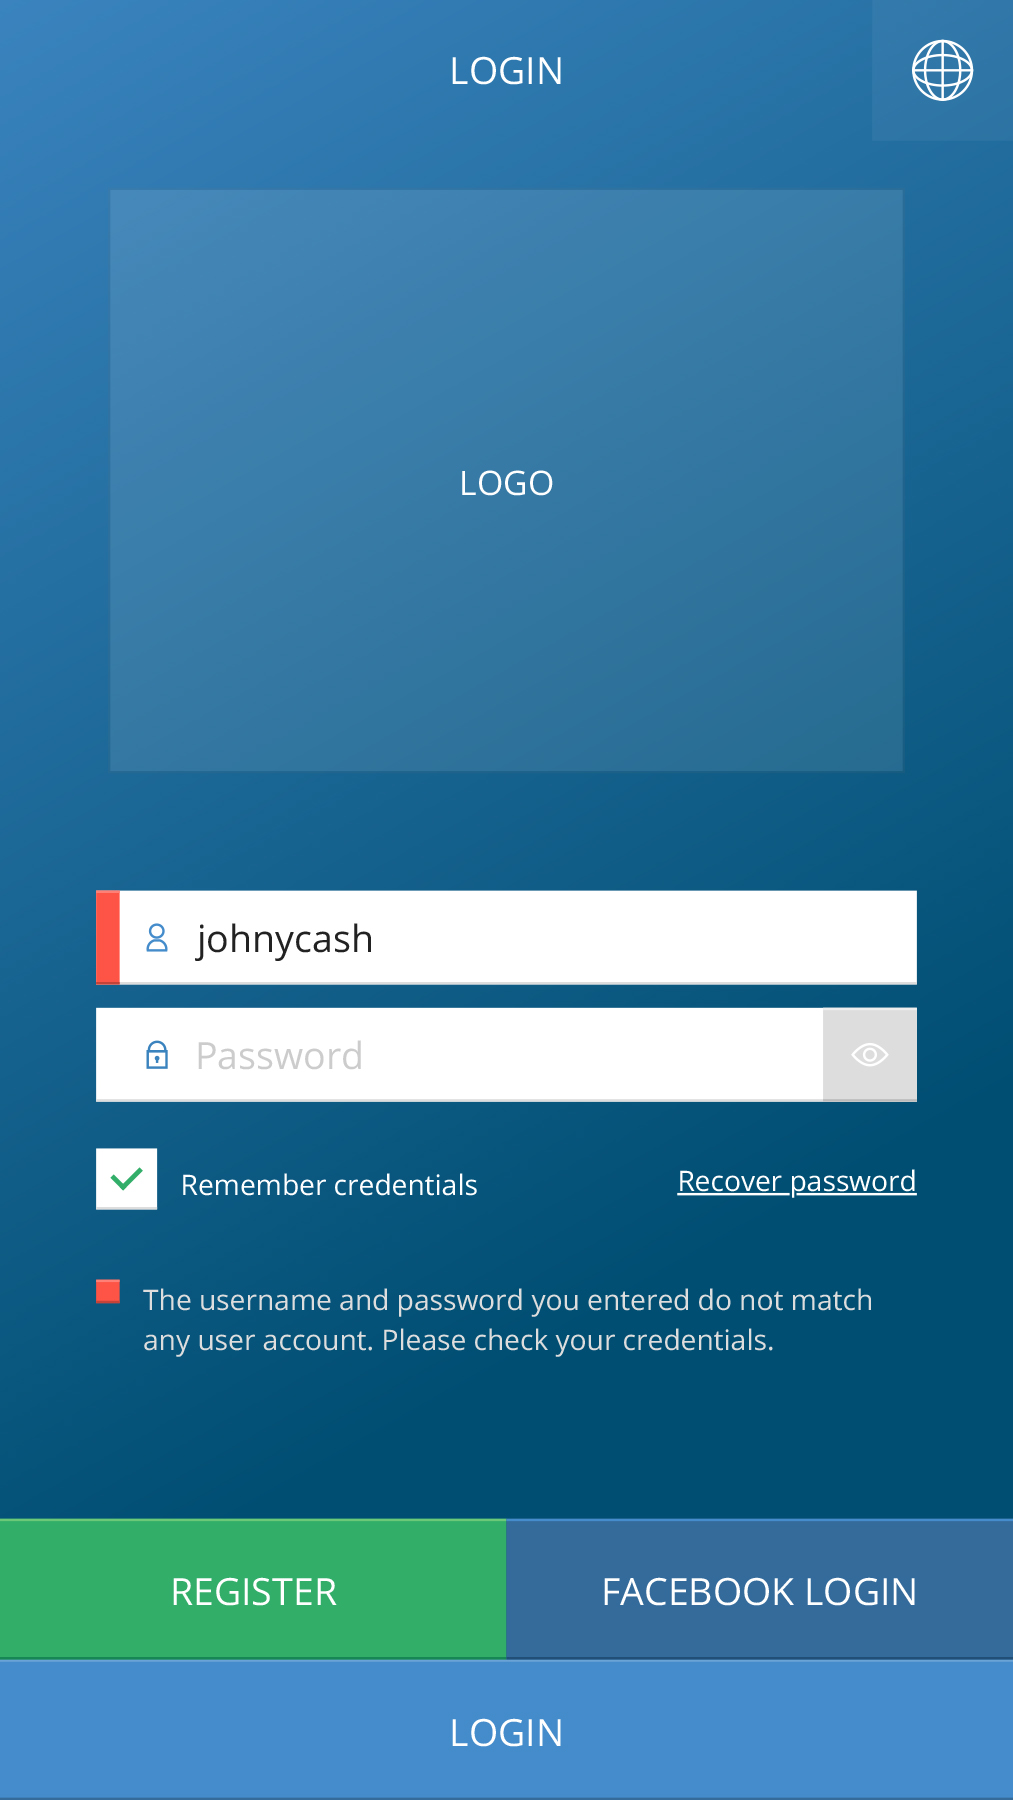 LOGIN
LOGO
johnycash
Password
Remember credentials
Recover password
The username and password you entered do not match
any user account. Please check your credentials.
REGISTER
FACEBOOK LOGIN
LOGIN